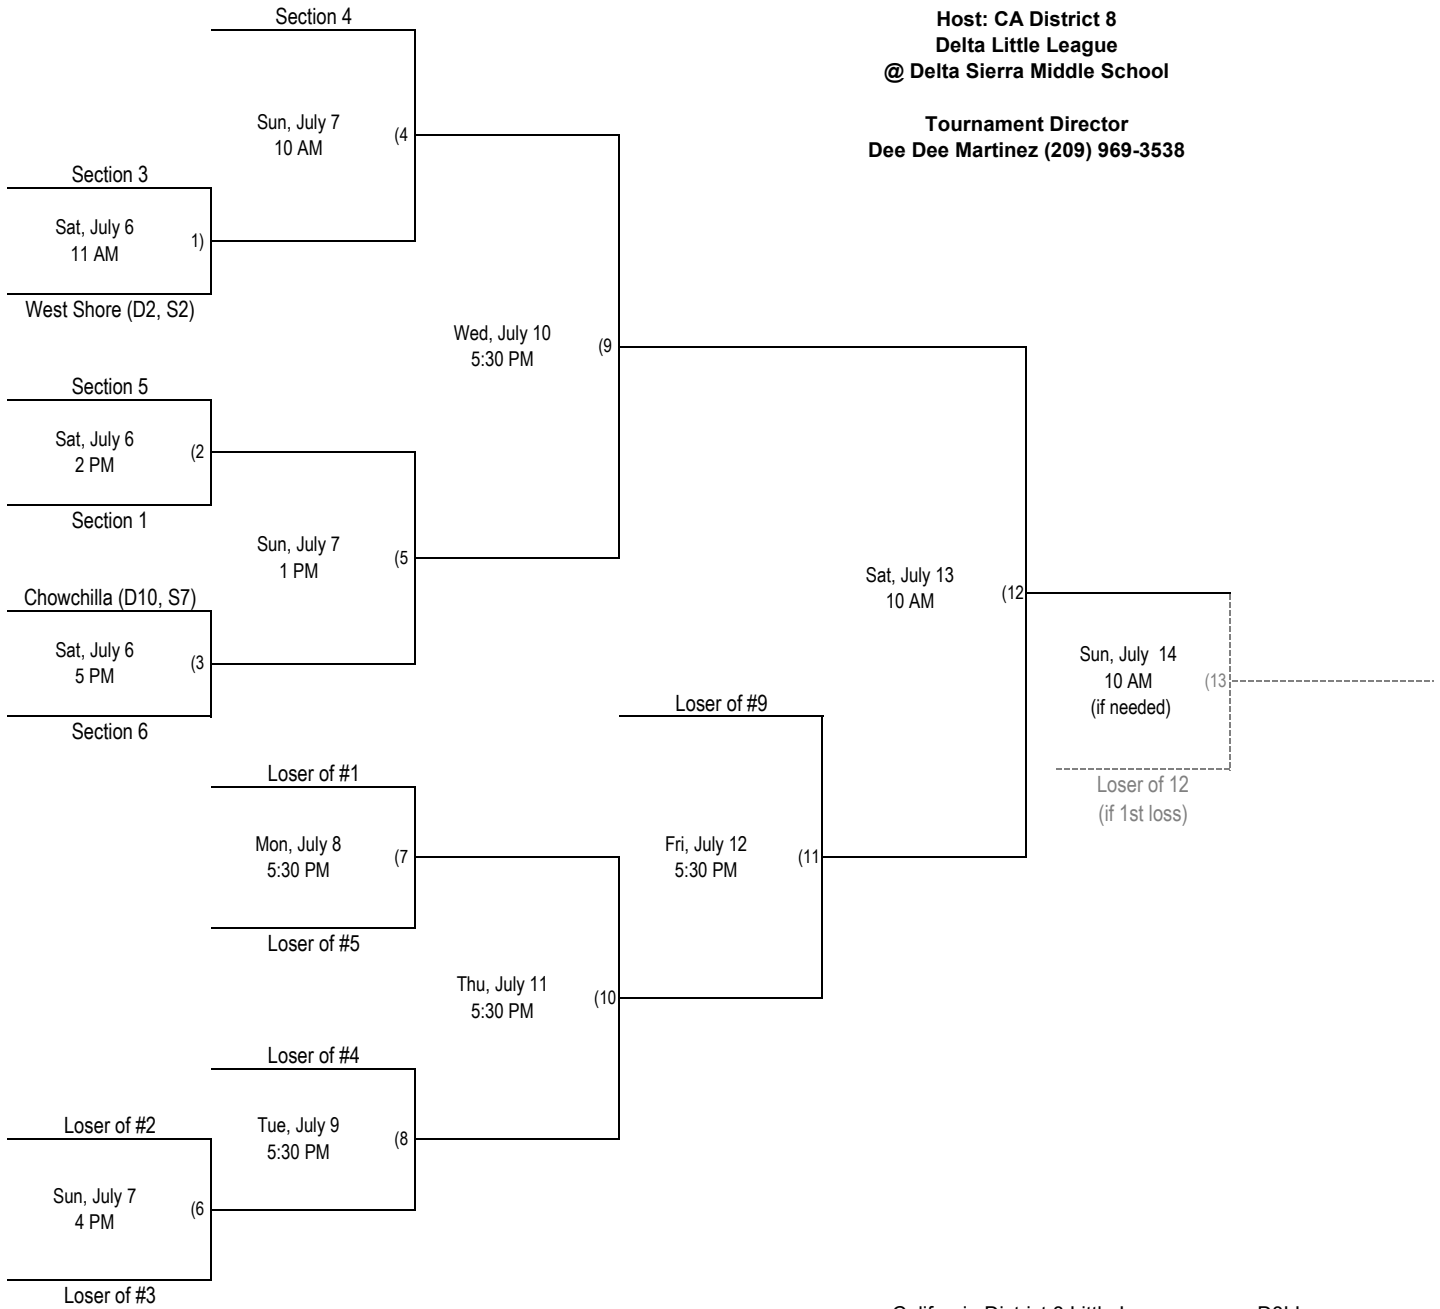 Section 4
Host: CA District 8
Delta Little League
@ Delta Sierra Middle School
Tournament Director
Dee Dee Martinez (209) 969-3538
Sun, July 7
10 AM
(4
Section 3
Sat, July 6
11 AM
1)
West Shore (D2, S2)
Wed, July 10
5:30 PM
(9
Section 5
Sat, July 6
2 PM
(2
Section 1
Sun, July 7
1 PM
(5
Chowchilla (D10, S7)
Sat, July 6
5 PM
(3
Section 6
Sat, July 13
10 AM
(12
Sun, July 14
10 AM
(if needed)
(13
Loser of 12
(if 1st loss)
Loser of #9
Fri, July 12
5:30 PM
(11
Loser of #1
Mon, July 8
5:30 PM
(7
Loser of #5
Thu, July 11
5:30 PM
(10
Loser of #4
Tue, July 9
5:30 PM
(8
Loser of #2
Sun, July 7
4 PM
(6
Loser of #3